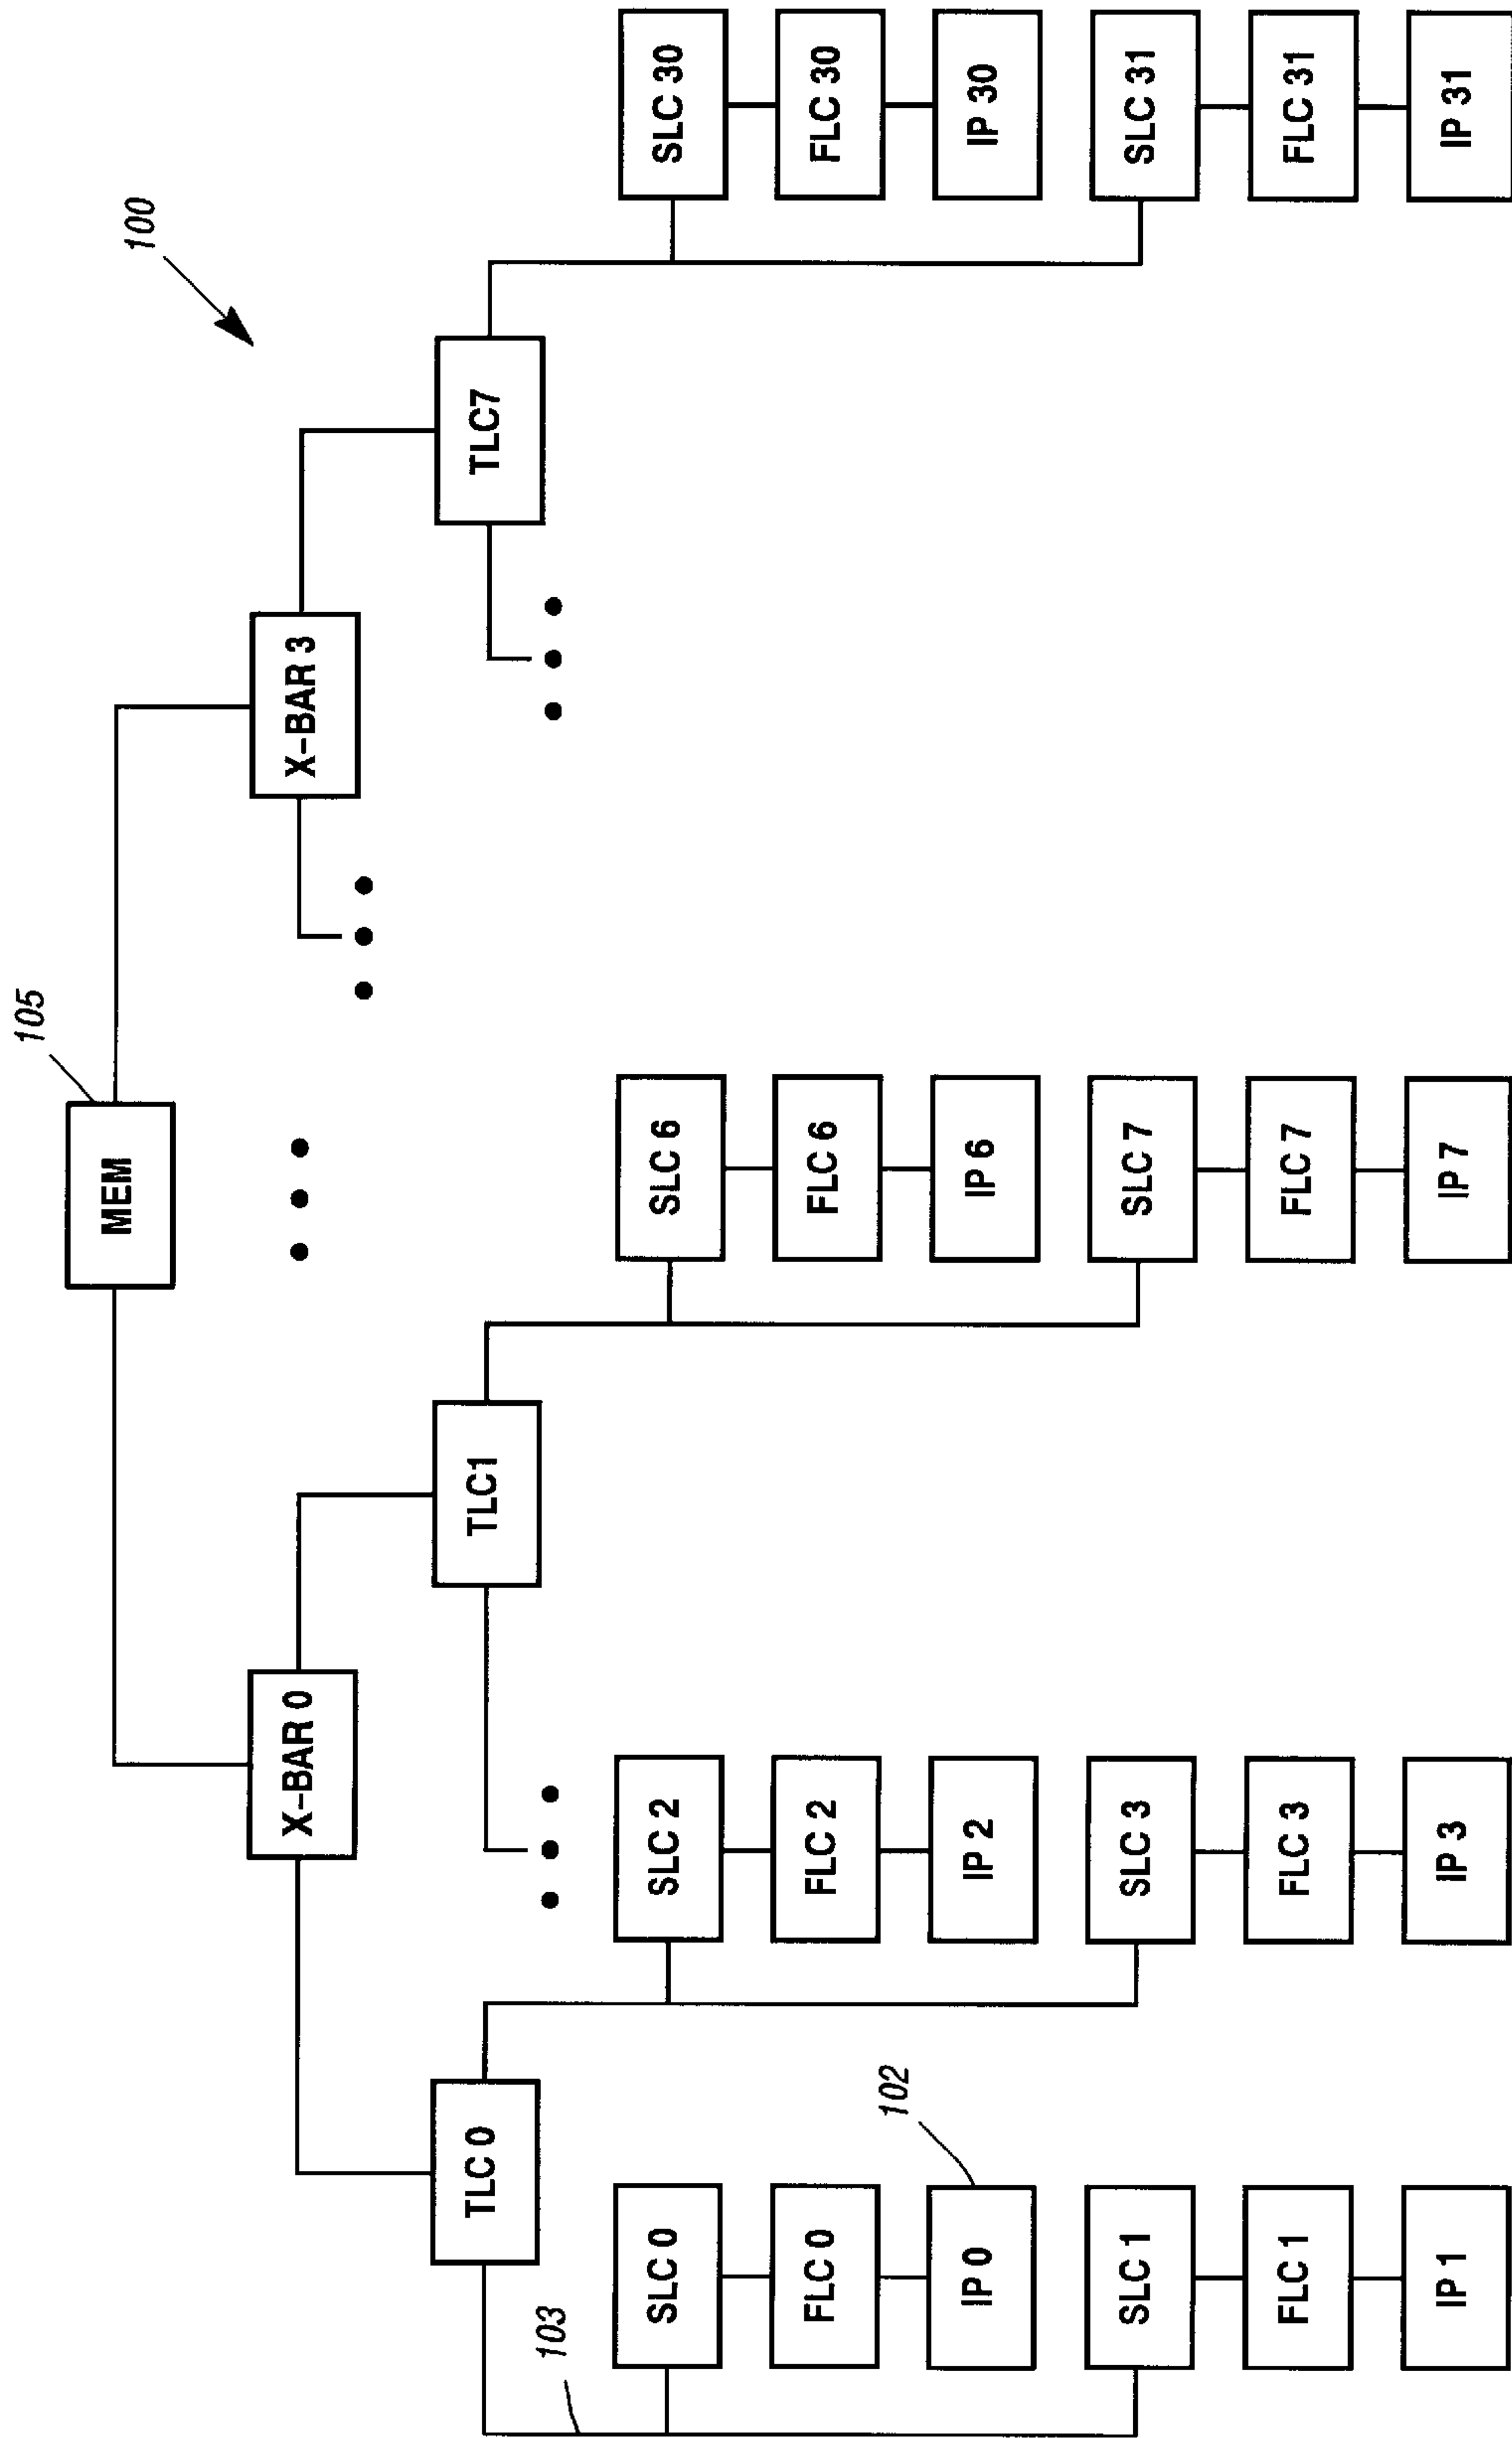 100
105
MEM
X-BAR 0
X-BAR 3
TLC 0
TLC1
TLC7
103
SLC 0
SLC 2
SLC 6
SLC 30
FLC 0
FLC 2
FLC 6
FLC 30
102
IP 0
IP 2
IP 6
IP 30
SLC 1
SLC 3
SLC 7
SLC 31
FLC 1
FLC 3
FLC 7
FLC 31
IP 1
IP 3
IP 7
IP 31